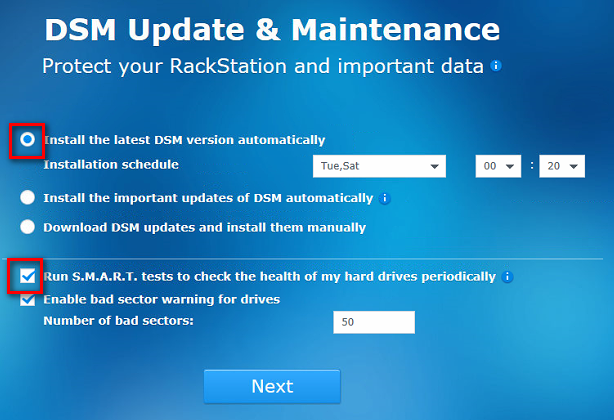 DSM Update & Maintenance
Protect your RackStation and important data
Install the latest DSM version automatically
Installation schedule Tue,Sat 00 : 20
Install the important updates of DSM automatically
Download DSM updates and install them manually
Run S.M.A.R.T. tests to check the health of my hard drives periodically
Enable bad sector warning for drives
Number of bad sectors: 50
Next